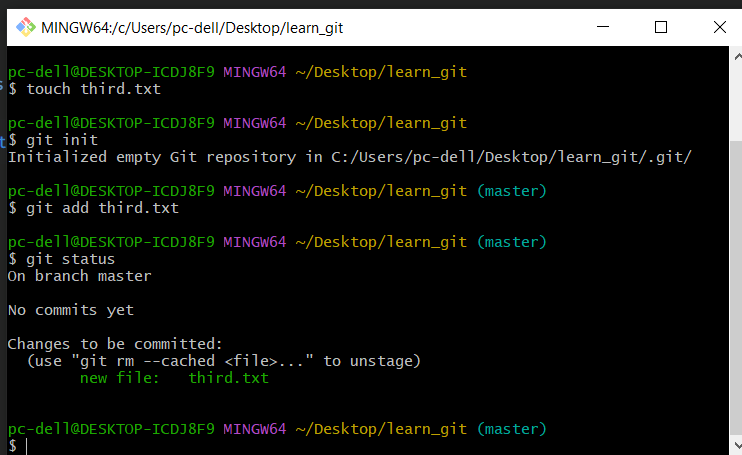 MINGW64:/c/Users/pc-dell/Desktop/learn_git
pc-dell@DESKTOP-ICDJ8F9 MINGW64 ~/Desktop/learn_git
$ touch third.txt
pc-dell@DESKTOP-ICDJ8F9 MINGW64 ~/Desktop/learn_git
$ git init
Initialized empty Git repository in C:/Users/pc-dell/Desktop/learn_git/.git/
pc-dell@DESKTOP-ICDJ8F9 MINGW64 ~/Desktop/learn_git (master)
$ git add third.txt
pc-dell@DESKTOP-ICDJ8F9 MINGW64 ~/Desktop/learn_git (master)
$ git status
On branch master
No commits yet
Changes to be committed:
  (use "git rm --cached <file>..." to unstage)
        new file:   third.txt
pc-dell@DESKTOP-ICDJ8F9 MINGW64 ~/Desktop/learn_git (master)
$